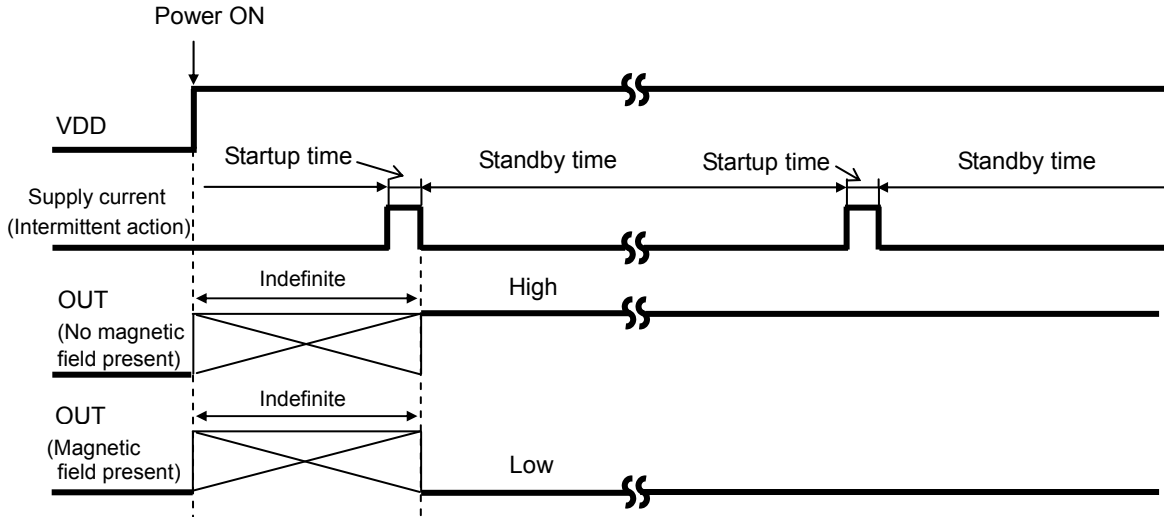 Power ON
VDD
Startup time
Standby time
Startup time
Standby time
Supply current
(Intermittent action)
Indefinite
High
OUT
(No magnetic
field present)
Indefinite
OUT
(Magnetic
field present)
Low